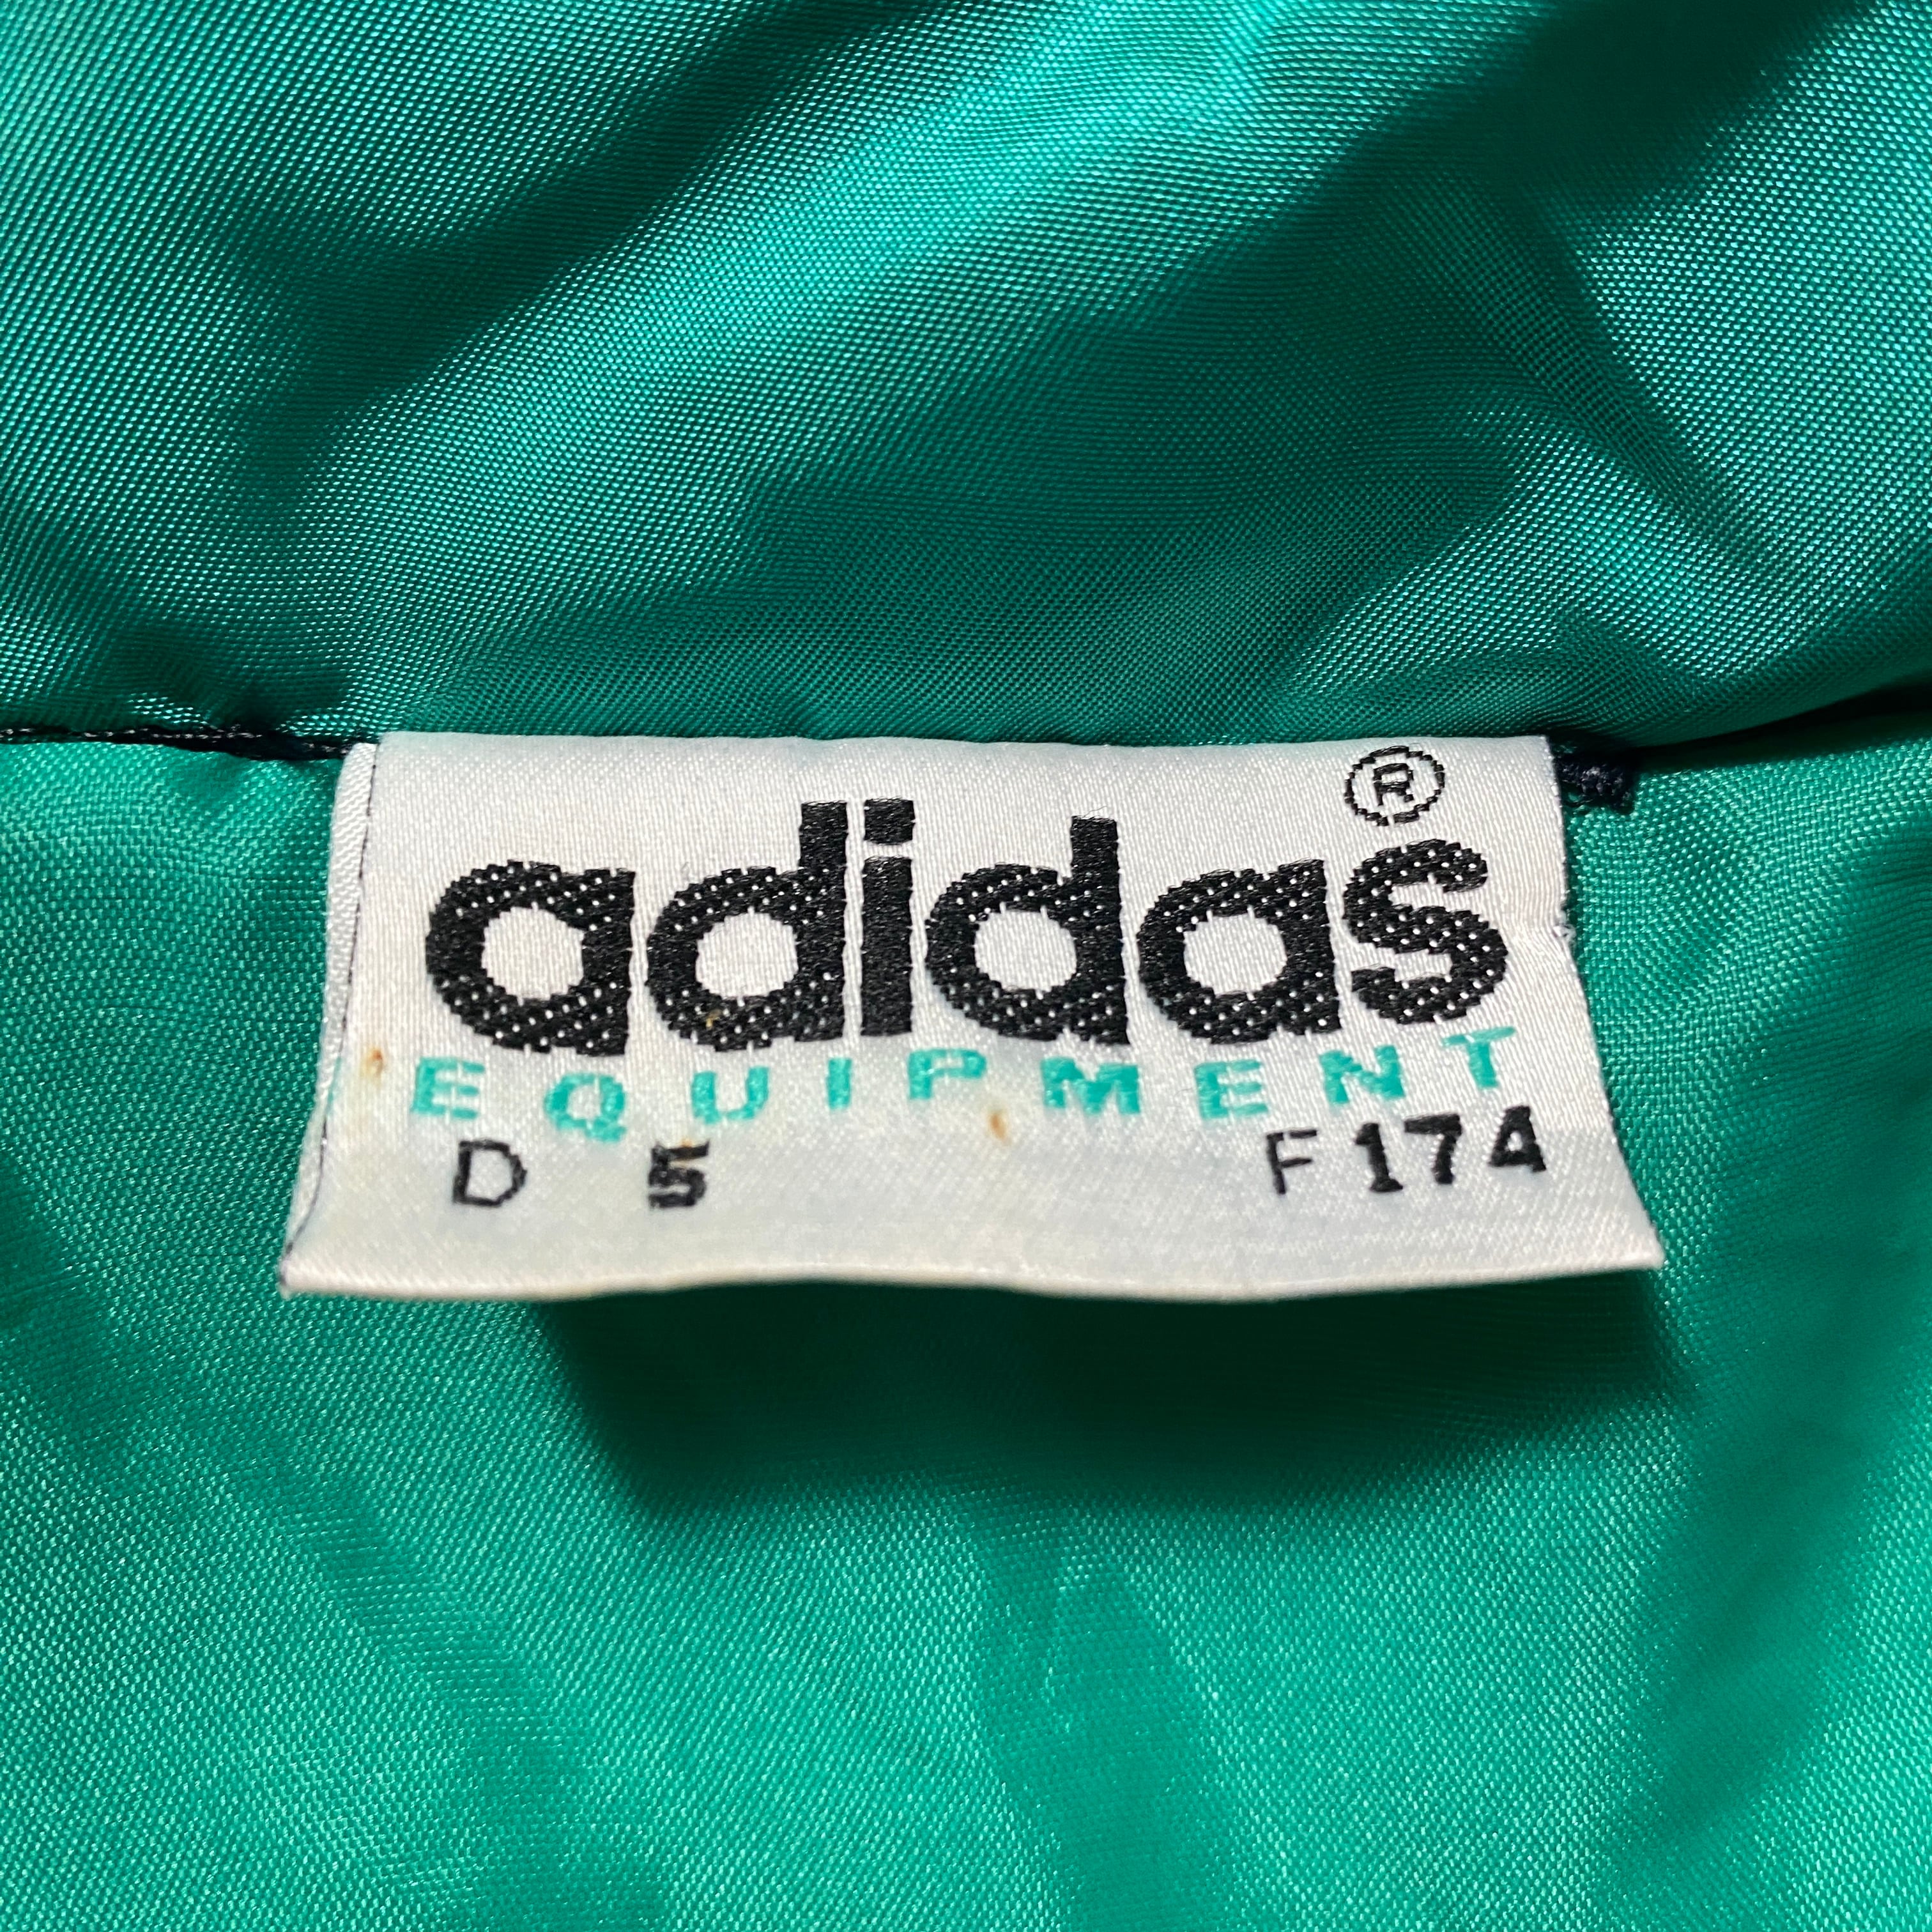 ®
adidas
EQUIPMENT
D 5 F 174